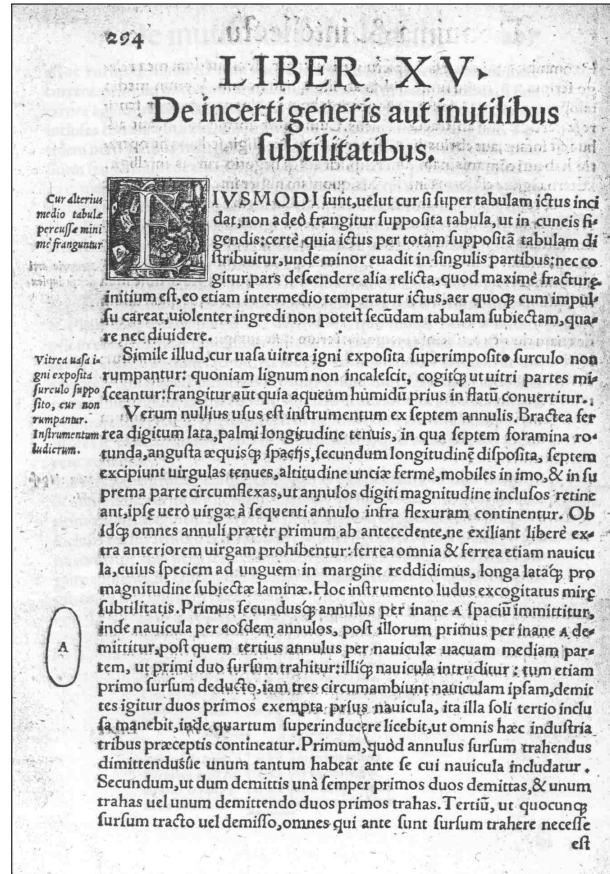 294
LIBER XV.
De incerti generis aut inutilibus
subtilitatibus.
Cur alterius
medio tabulæ
percussæ mini
mè franguntur
HVIVSMODI sunt, uelut cur si super tabulam ictus inci
dat, non adeò frangitur supposita tabula, ut in cuneis fi-
gendis: certè quia ictus per totam suppositã tabulam di
stribuitur, unde minor euadit in singulis partibus: nec co
gitur pars descendere alia relicta, quod maximè fracturæ
initium est, eo etiam intermedio temperatur ictus, aer quoqꝫ cum impul
su careat, uiolenter ingredi non potest secũdam tabulam subiectam, qua
re nec diuidere.
Vitrea uasa i-
gni exposita
surculo suppo
sito, cur non
rumpantur.
Instrumentum
ludicrum.
Simile illud, cur uasa uitrea igni exposita superimposito surculo non
rumpantur: quoniam lignum non incalescit, cogitqꝫ ut uitri partes mi-
sceantur: frangitur aũt quia aqueum humidũ prius in flatũ conuertitur.
Verum nullius usus est instrumentum ex septem annulis. Bractea fer
rea digitum lata, palmi longitudine tenuis, in qua septem foramina ro-
tunda, angusta æquisqꝫ spacijs, secundum longitudinẽ disposita, septem
excipiunt uirgulas tenues, altitudine unciæ fermè, mobiles in imo, & in su
prema parte circumflexas, ut annulos digiti magnitudine inclusos retine
ant, ipsæ uerò uirgæ à sequenti annulo infra flexuram continentur. Ob
idqꝫ omnes annuli præter primum ab antecedente, ne exiliant liberè ex-
tra anteriorem uirgam prohibentur: ferrea omnia & ferrea etiam nauicu
la, cuius speciem ad unguem in margine reddidimus, longa lataqꝫ pro
magnitudine subiectæ laminæ. Hoc instrumento ludus excogitatus miræ
subtilitatis. Primus secundusqꝫ annulus per inane A spaciũ immittitur,
inde nauicula per eosdem annulos, post illorum primus per inane A de-
mittitur, post quem tertius annulus per nauiculæ uacuam mediam par-
tem, ut primi duo sursum trahitur: illiqꝫ nauicula intruditur: tum etiam
primo sursum deducto, iam tres circumambiunt nauiculam ipsam, demit
tes igitur duos primos exempta prius nauicula, ita illa soli tertio inclu
sa manebit, inde quartum superinducere licebit, ut omnis hæc industria
tribus præceptis contineatur. Primum, quòd annulus sursum trahendus
dimittendusue unum tantum habeat ante se cui nauicula includatur.
Secundum, ut dum demittis unà semper primos duos demittas, & unum
trahas uel unum demittendo duos primos trahas. Tertiũ, ut quocunqꝫ
sursum tracto uel demisso, omnes qui ante sunt sursum trahere necesse
est
A